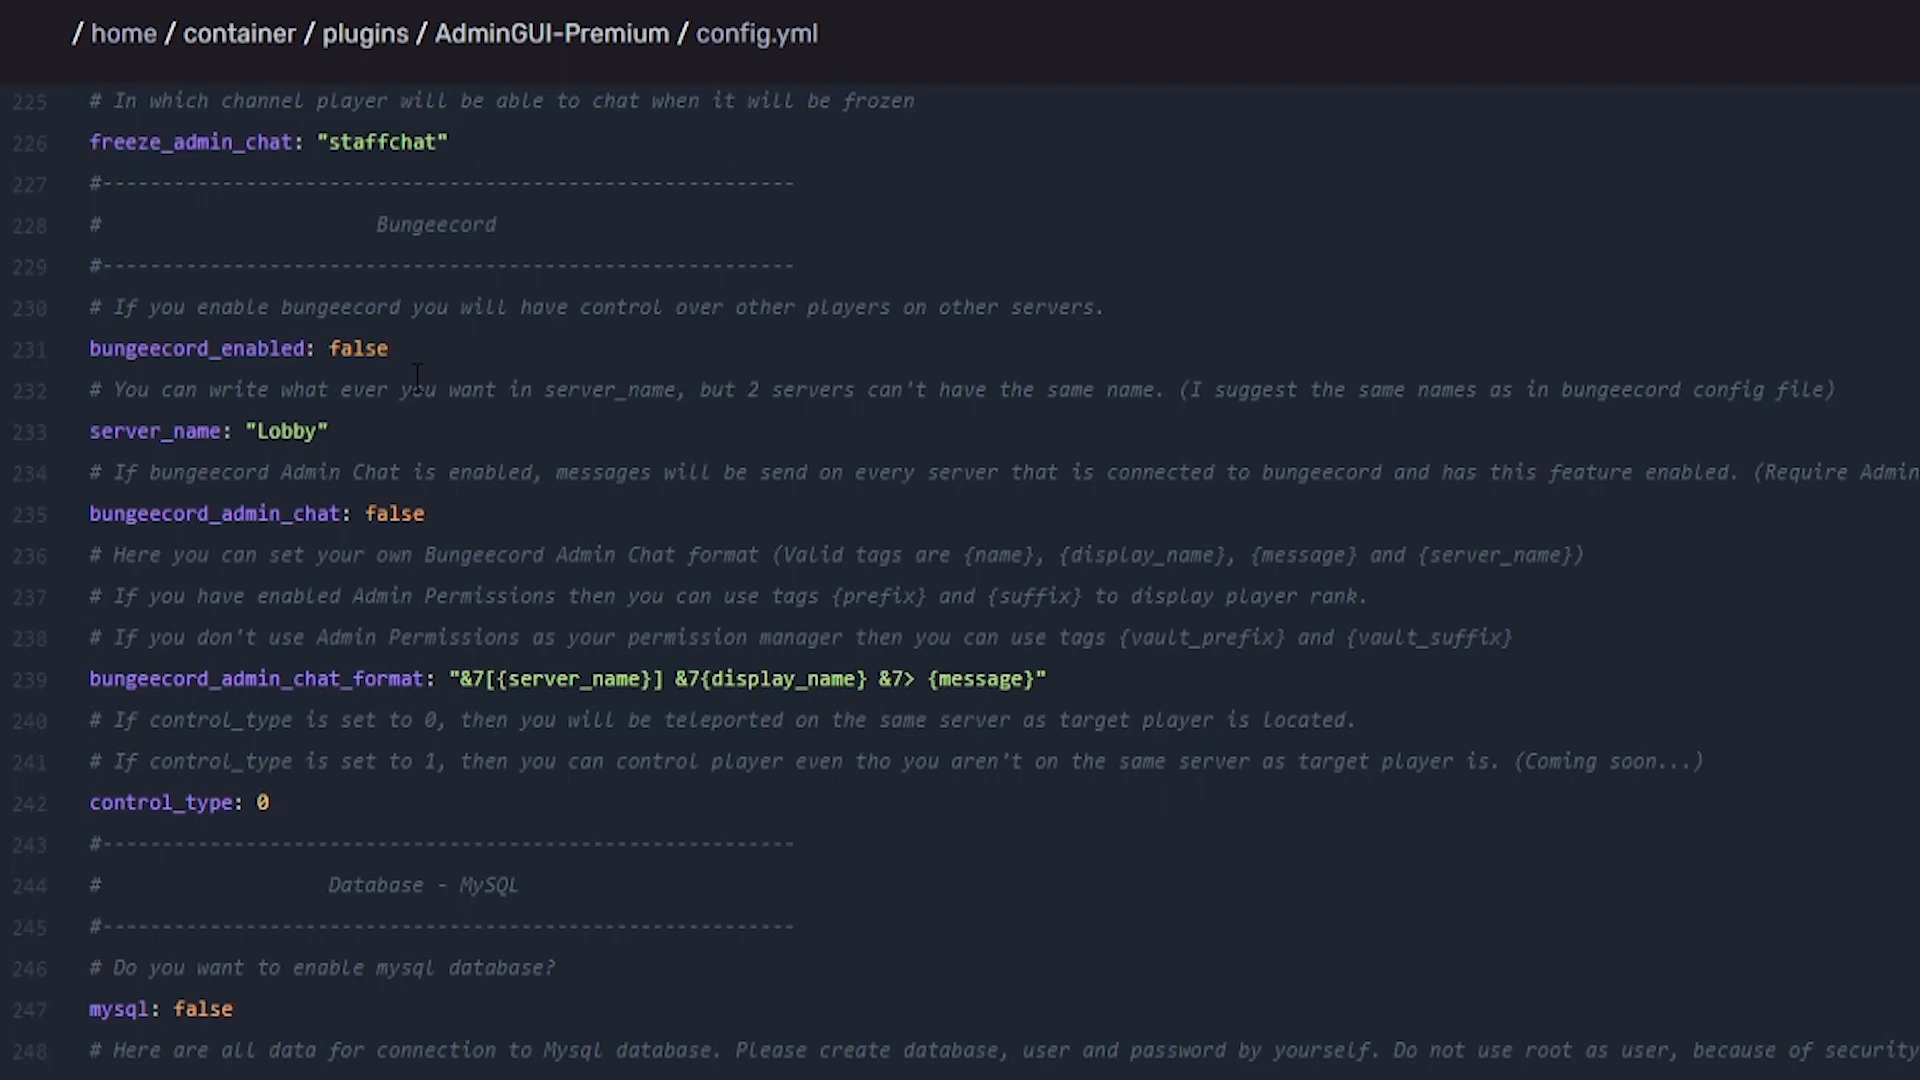 / home / container / plugins / AdminGUI-Premium / config.yml
225 # In which channel player will be able to chat when it will be frozen
226 freeze_admin_chat: "staffchat"
227 #----------------------------------------------------------
228 # Bungeecord
229 #----------------------------------------------------------
230 # If you enable bungeecord you will have control over other players on other servers.
231 bungeecord_enabled: false
232 # You can write what ever you want in server_name, but 2 servers can't have the same name. (I suggest the same names as in bungeecord config file)
233 server_name: "Lobby"
234 # If bungeecord Admin Chat is enabled, messages will be send on every server that is connected to bungeecord and has this feature enabled. (Require Admin
235 bungeecord_admin_chat: false
236 # Here you can set your own Bungeecord Admin Chat format (Valid tags are {name}, {display_name}, {message} and {server_name})
237 # If you have enabled Admin Permissions then you can use tags {prefix} and {suffix} to display player rank.
238 # If you don't use Admin Permissions as your permission manager then you can use tags {vault_prefix} and {vault_suffix}
239 bungeecord_admin_chat_format: "&7[{server_name}] &7{display_name} &7> {message}"
240 # If control_type is set to 0, then you will be teleported on the same server as target player is located.
241 # If control_type is set to 1, then you can control player even tho you aren't on the same server as target player is. (Coming soon...)
242 control_type: 0
243 #----------------------------------------------------------
244 # Database - MySQL
245 #----------------------------------------------------------
246 # Do you want to enable mysql database?
247 mysql: false
248 # Here are all data for connection to Mysql database. Please create database, user and password by yourself. Do not use root as user, because of security